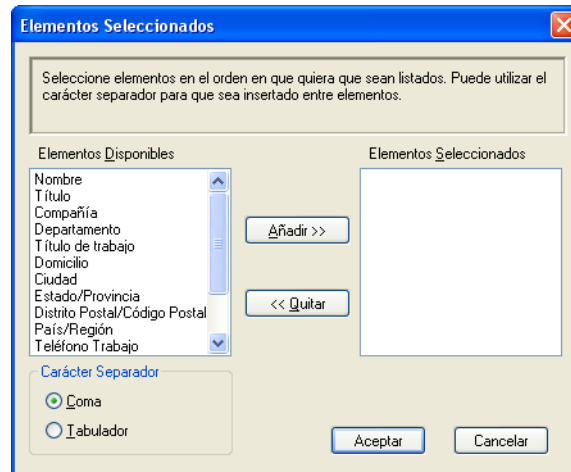 Elementos Seleccionados
Seleccione elementos en el orden en que quiera que sean listados. Puede utilizar el
carácter separador para que sea insertado entre elementos.
Elementos Disponibles
Elementos Seleccionados
Nombre
Título
Compañía
Departamento
Título de trabajo
Domicilio
Ciudad
Estado/Provincia
Distrito Postal/Código Postal
País/Región
Teléfono Trabajo
Añadir >>
<< Quitar
Carácter Separador
Coma
Tabulador
Aceptar
Cancelar